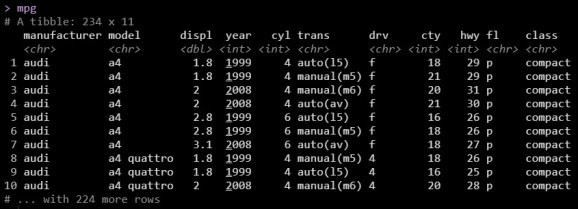 > mpg
# A tibble: 234 x 11
manufacturer model displ year cyl trans drv cty hwy fl class
<chr> <chr> <dbl> <int> <int> <chr> <chr> <int> <int> <chr> <chr>
1 audi a4 1.8 1999 4 auto(l5) f 18 29 p compact
2 audi a4 1.8 1999 4 manual(m5) f 21 29 p compact
3 audi a4 2 2008 4 manual(m6) f 20 31 p compact
4 audi a4 2 2008 4 auto(av) f 21 30 p compact
5 audi a4 2.8 1999 6 auto(l5) f 16 26 p compact
6 audi a4 2.8 1999 6 manual(m5) f 18 26 p compact
7 audi a4 3.1 2008 6 auto(av) f 18 27 p compact
8 audi a4 quattro 1.8 1999 4 manual(m5) 4 18 26 p compact
9 audi a4 quattro 1.8 1999 4 auto(l5) 4 16 25 p compact
10 audi a4 quattro 2 2008 4 manual(m6) 4 20 28 p compact
# ... with 224 more rows